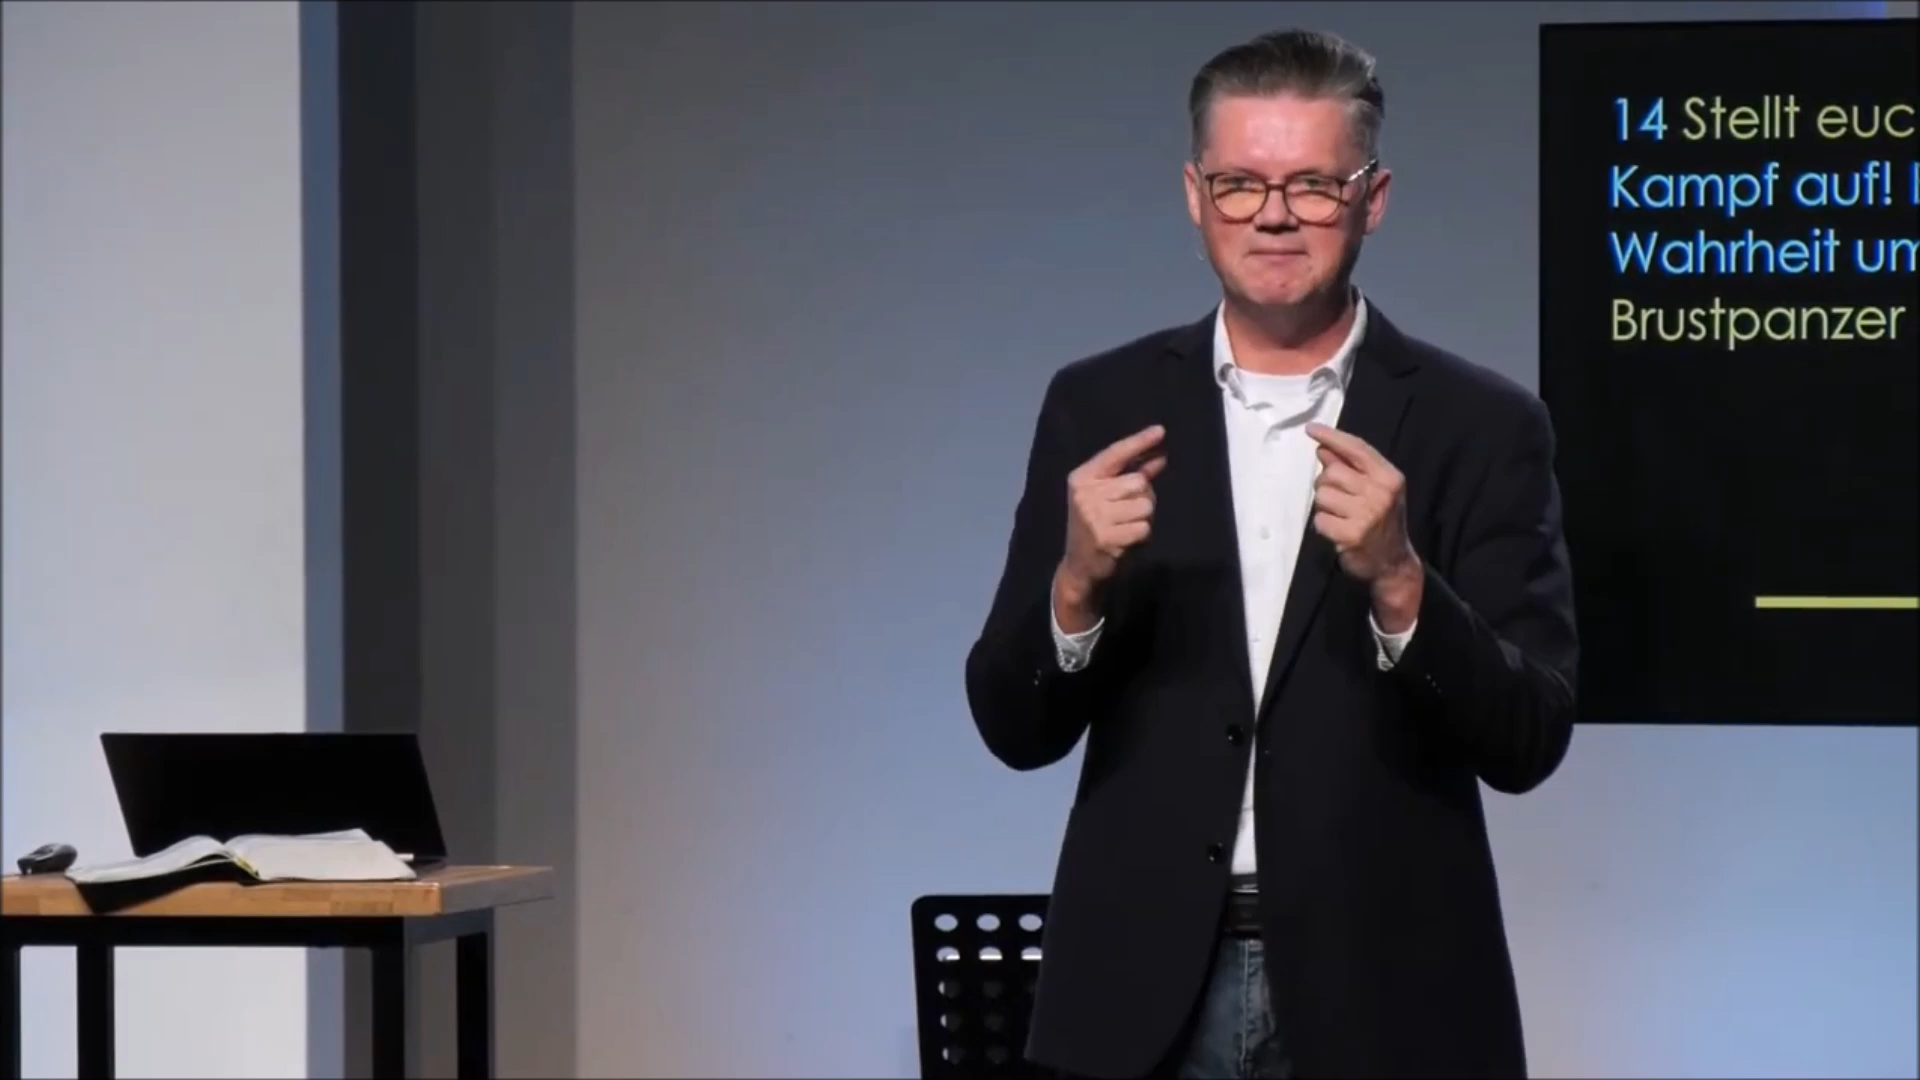 14 Stellt euc
Kampf auf!
Wahrheit um
Brustpanzer